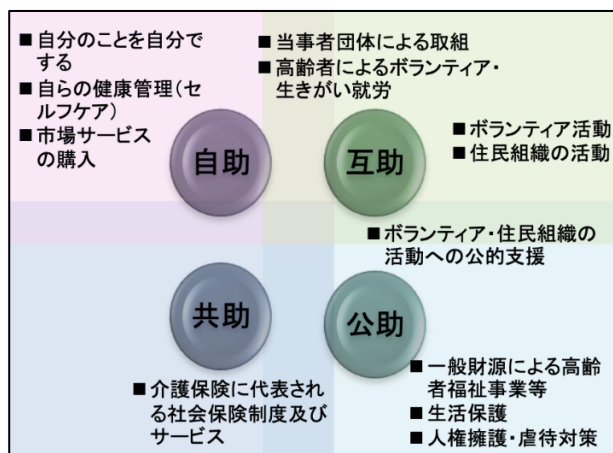 ■ 自分のことを自分で
する
■ 自らの健康管理(セ
ルフケア)
■ 市場サービス
の購入
■ 当事者団体による取組
■ 高齢者によるボランティア・
生きがい就労
■ ボランティア活動
■ 住民組織の活動
自助
互助
■ ボランティア・住民組織の
活動への公的支援
共助
公助
■ 介護保険に代表され
る社会保険制度及び
サービス
■ 一般財源による高齢
者福祉事業等
■ 生活保護
■ 人権擁護・虐待対策